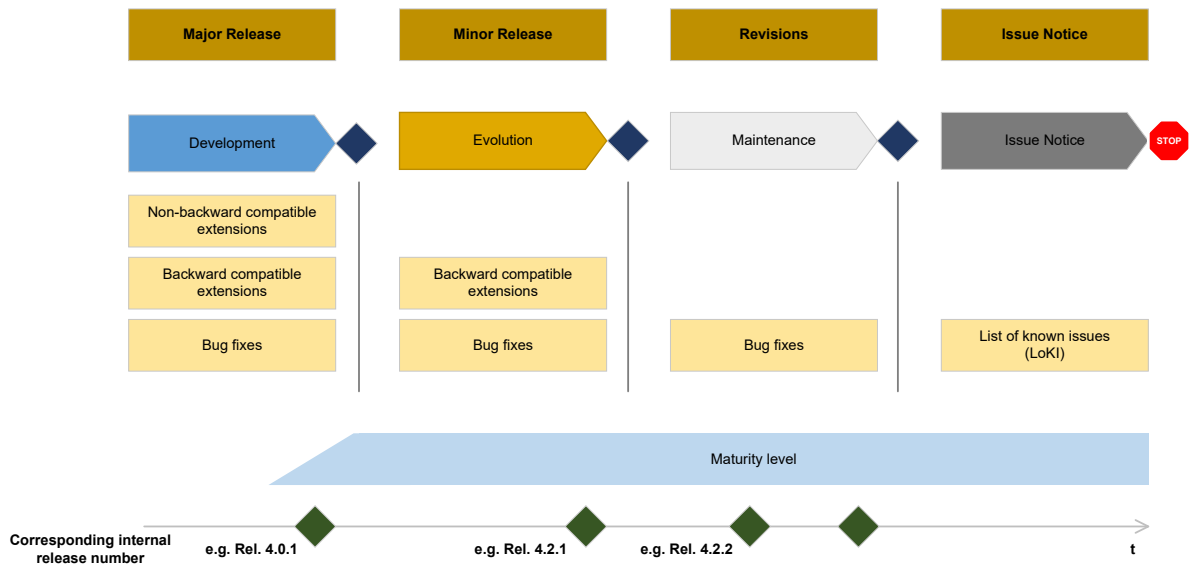 Major Release
Minor Release
Revisions
Issue Notice
Development
Evolution
Maintenance
Issue Notice
STOP
Non-backward compatible
extensions
Backward compatible
extensions
Backward compatible
extensions
Bug fixes
Bug fixes
Bug fixes
List of known issues
(LoKI)
Maturity level
Corresponding internal
release number
e.g. Rel. 4.0.1
e.g. Rel. 4.2.1
e.g. Rel. 4.2.2
t